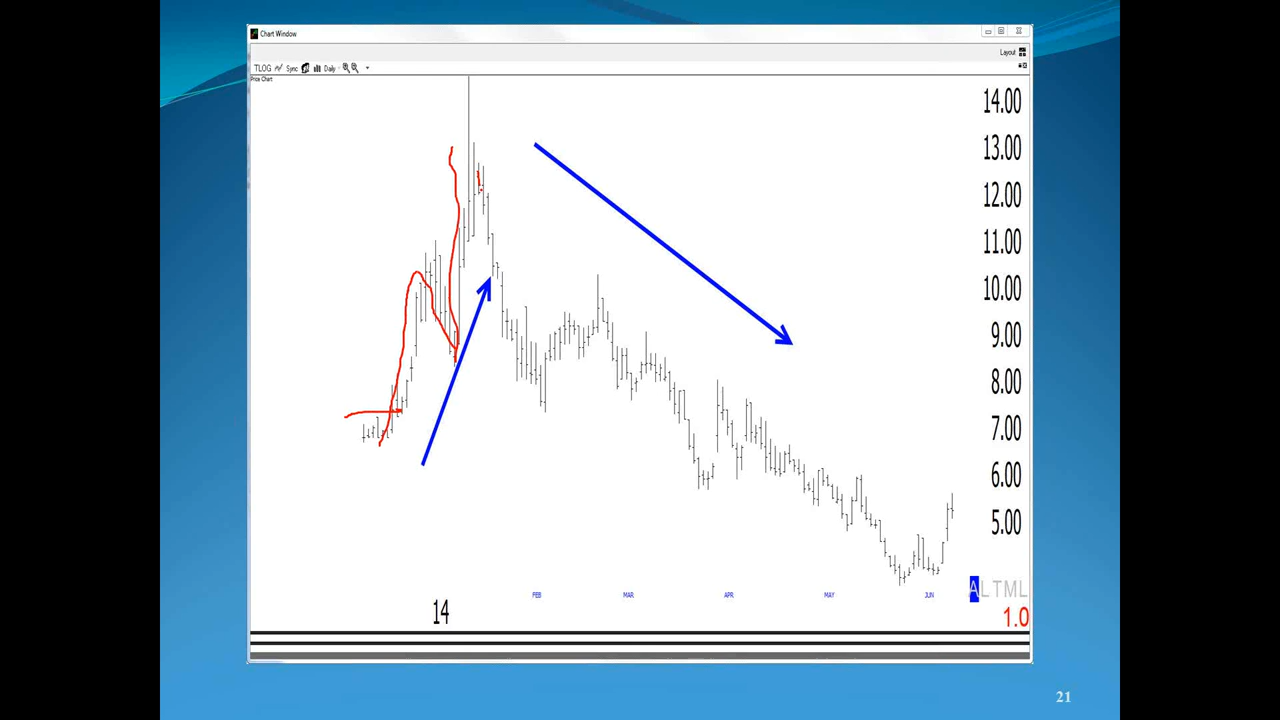 Chart Window
Layout
TLOG Sync Daily
Price Chart
14.00
13.00
12.00
11.00
10.00
9.00
8.00
7.00
6.00
5.00
ALTML
FEB MAR APR MAY JUN
14 1.0
21